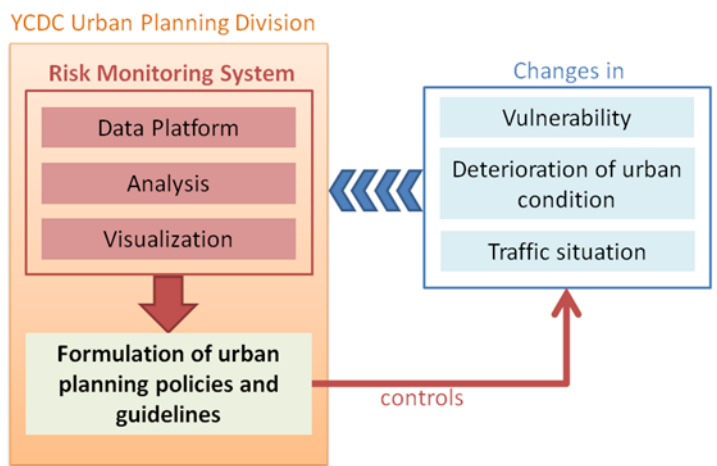 YCDC Urban Planning Division
Risk Monitoring System
Data Platform
Analysis
Visualization
Formulation of urban
planning policies and
guidelines
Changes in
Vulnerability
Deterioration of urban
condition
Traffic situation
controls